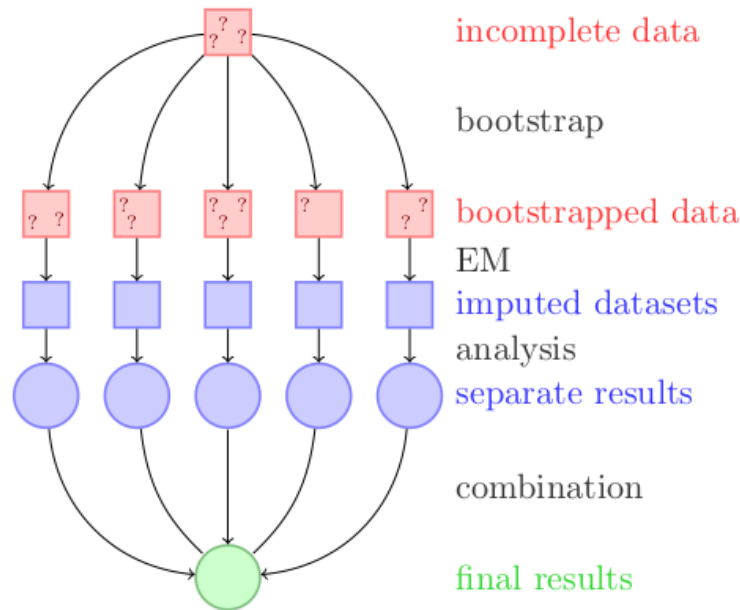 ? ? ?
incomplete data
bootstrap
? ? ? ? ? ? ? ? ? ?
bootstrapped data
EM
imputed datasets
analysis
separate results
combination
final results